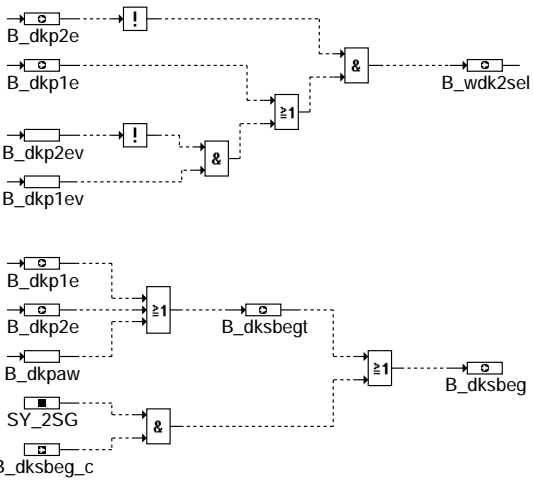 !
B_dkp2e
&
B_wdk2sel
B_dkp1e
≥1
!
B_dkp2ev
&
B_dkp1ev
B_dkp1e
≥1
B_dkp2e
B_dksbegt
B_dkpaw
≥1
B_dksbeg
SY_2SG
&
B_dksbeg_c